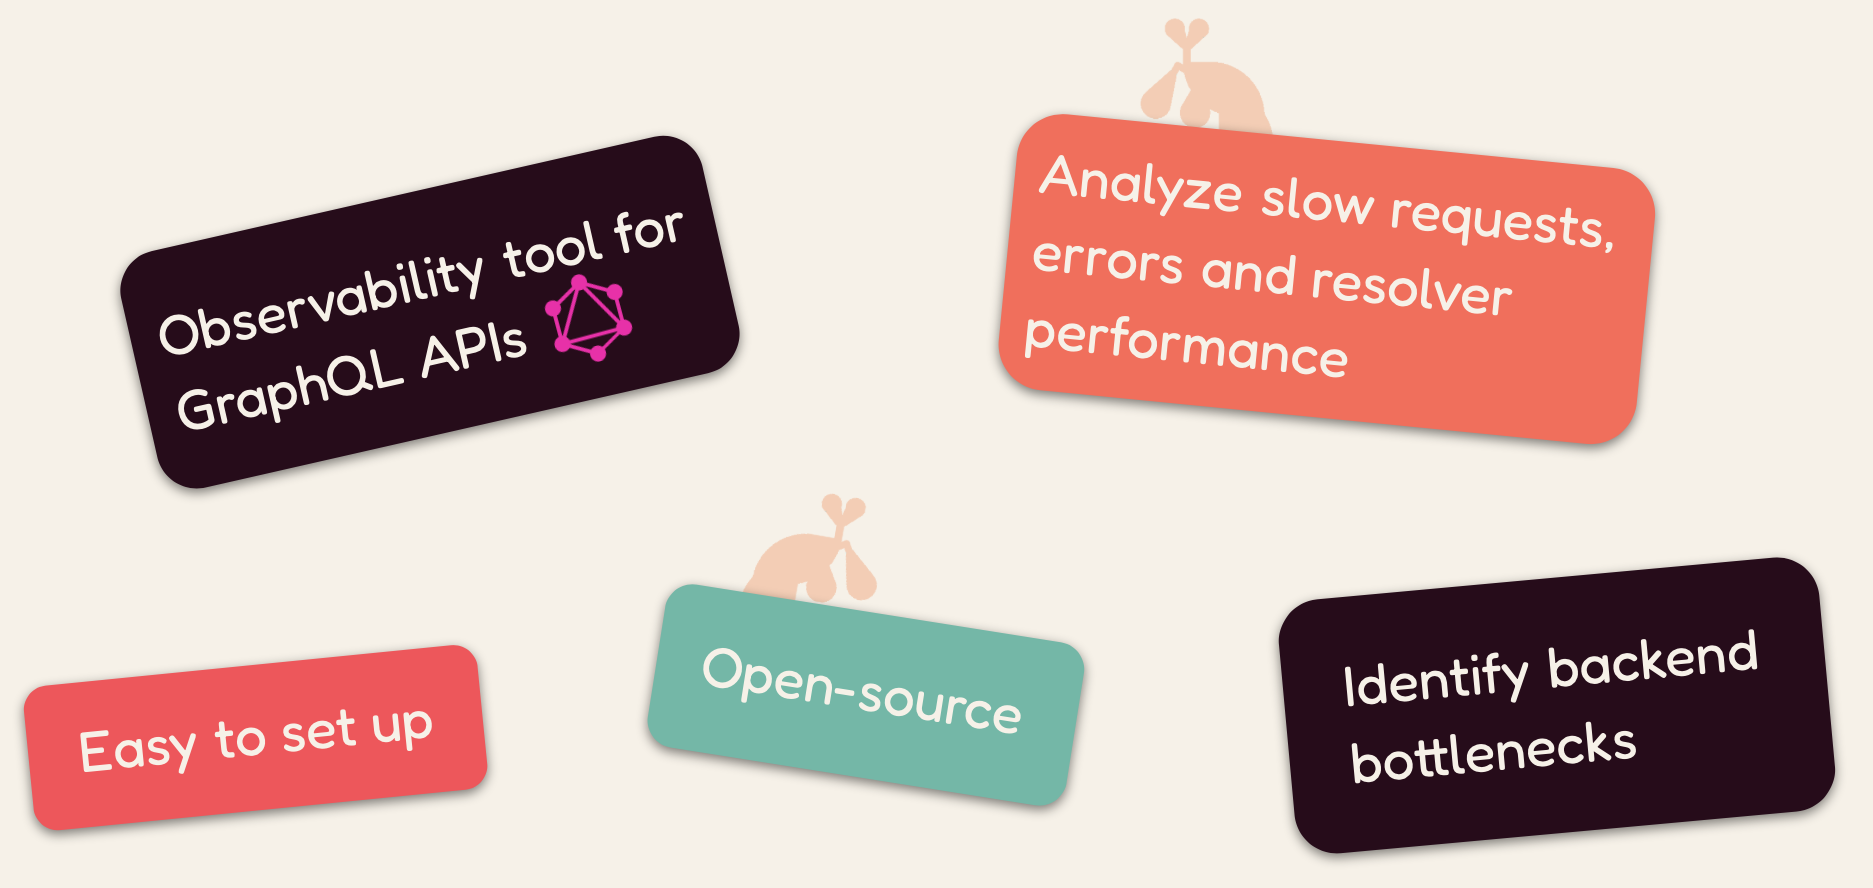 Observability tool for
GraphQL APIs
Analyze slow requests,
errors and resolver
performance
Easy to set up
Open-source
Identify backend
bottlenecks